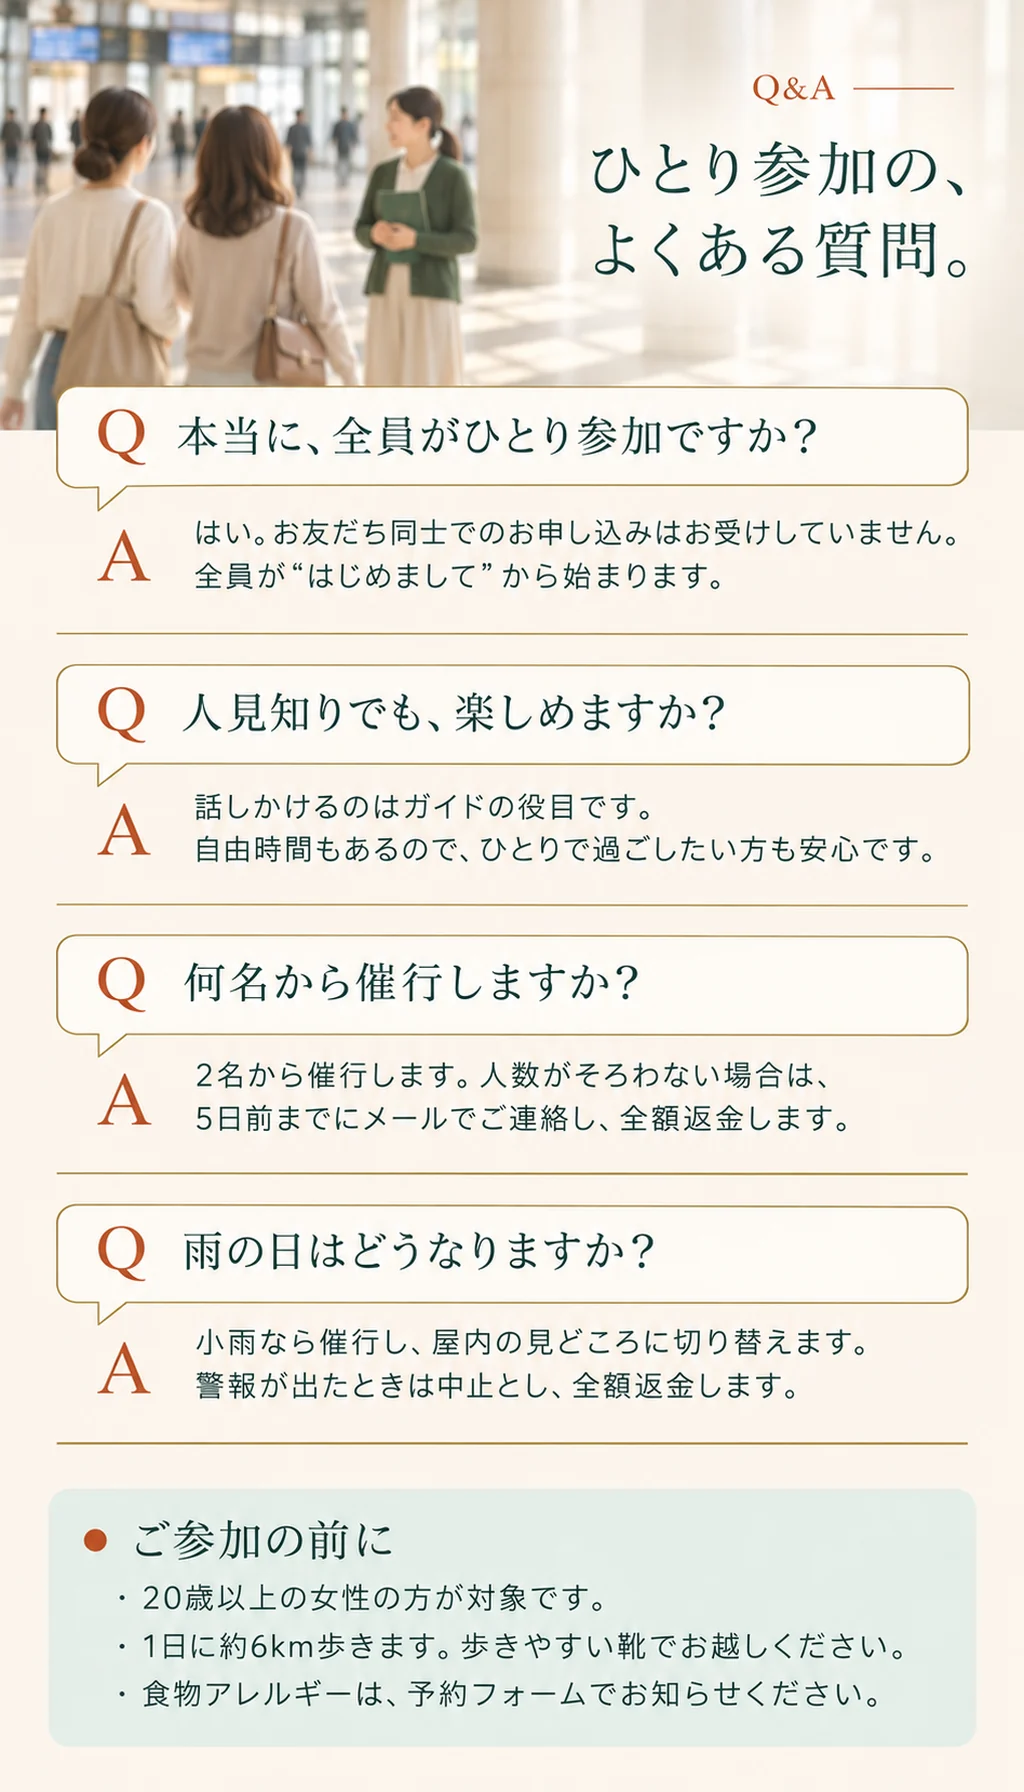 Q&A
ひとり参加の、
よくある質問。
Q 本当に、全員がひとり参加ですか?
A はい。お友だち同士でのお申し込みはお受けしていません。
全員が“はじめまして”から始まります。
Q 人見知りでも、楽しめますか?
A 話しかけるのはガイドの役目です。
自由時間もあるので、ひとりで過ごしたい方も安心です。
Q 何名から催行しますか?
A 2名から催行します。人数がそろわない場合は、
5日前までにメールでご連絡し、全額返金します。
Q 雨の日はどうなりますか?
A 小雨なら催行し、屋内の見どころに切り替えます。
警報が出たときは中止とし、全額返金します。
● ご参加の前に
・20歳以上の女性の方が対象です。
・1日に約6km歩きます。歩きやすい靴でお越しください。
・食物アレルギーは、予約フォームでお知らせください。